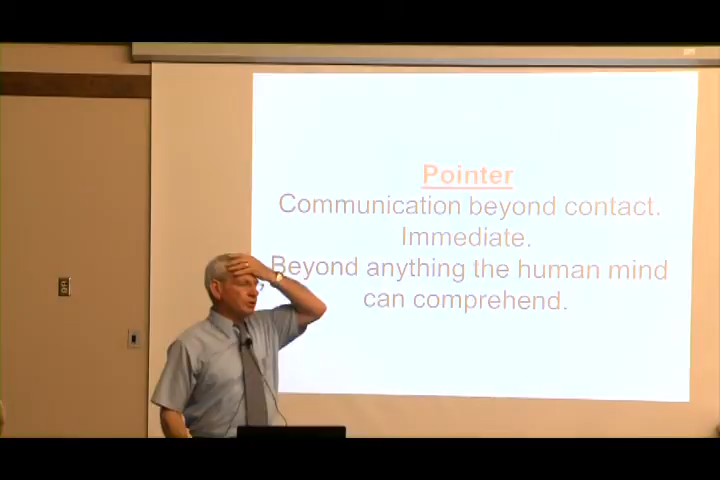 Pointer
Communication beyond contact.
Immediate.
Beyond anything the human mind
can comprehend.